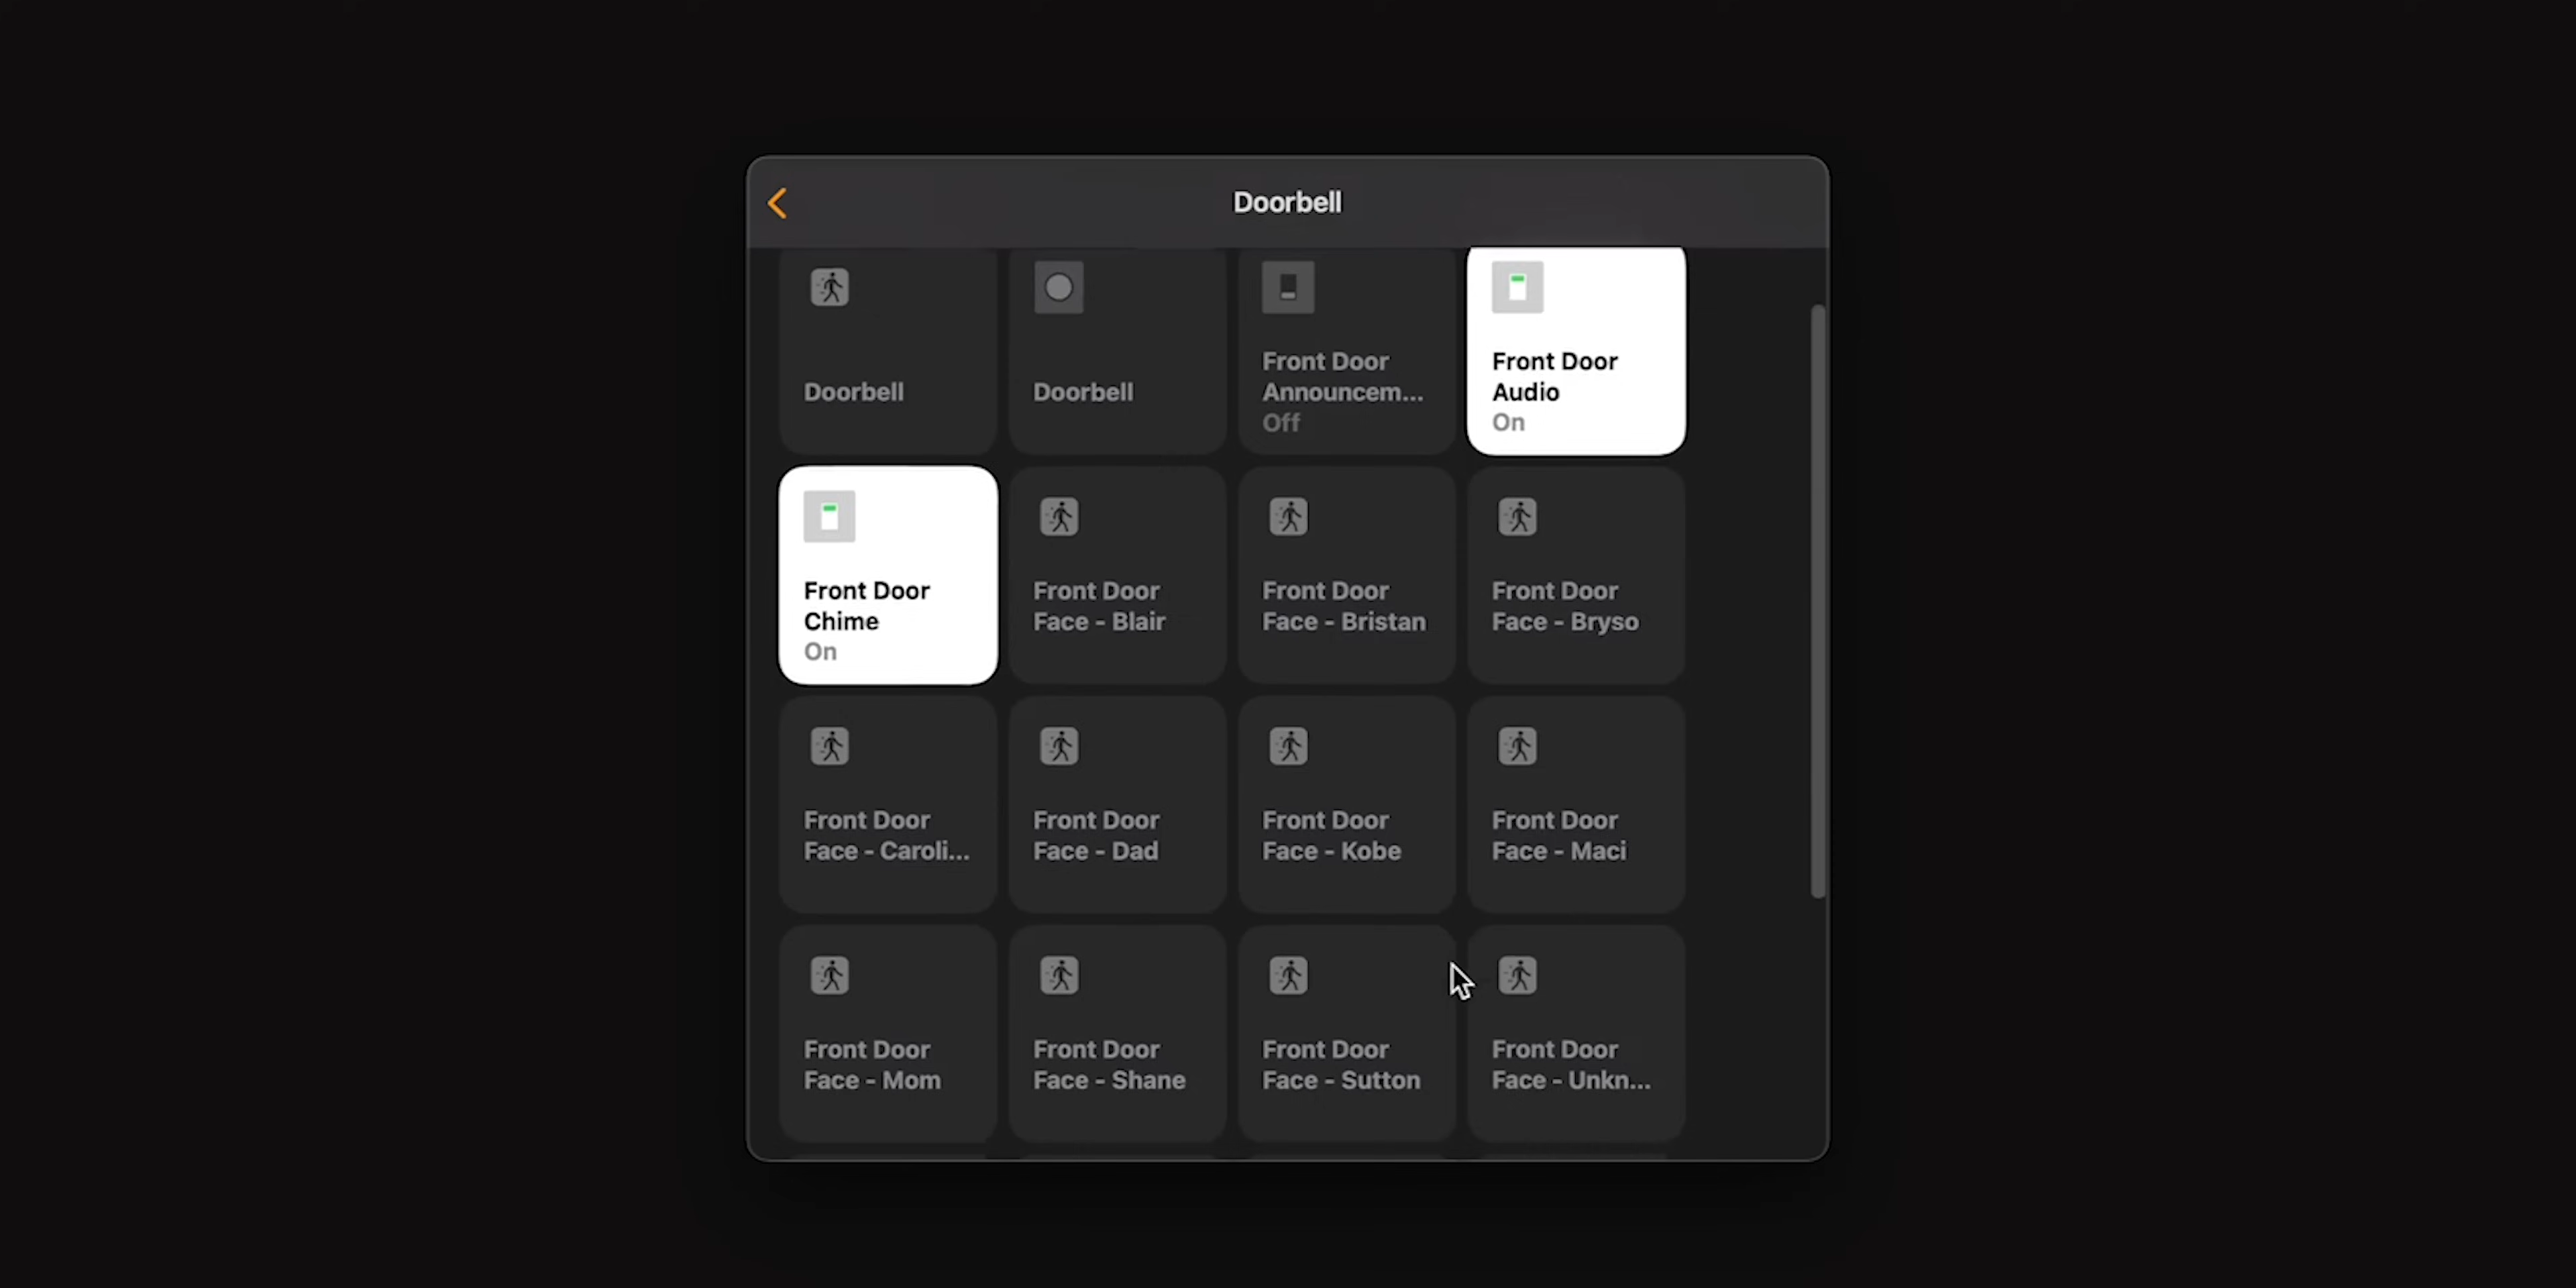 Doorbell
Doorbell
Doorbell
Front Door
Announcem...
Off
Front Door
Audio
On
Front Door
Chime
On
Front Door
Face - Blair
Front Door
Face - Bristan
Front Door
Face - Bryso
Front Door
Face - Caroli...
Front Door
Face - Dad
Front Door
Face - Kobe
Front Door
Face - Maci
Front Door
Face - Mom
Front Door
Face - Shane
Front Door
Face - Sutton
Front Door
Face - Unkn...